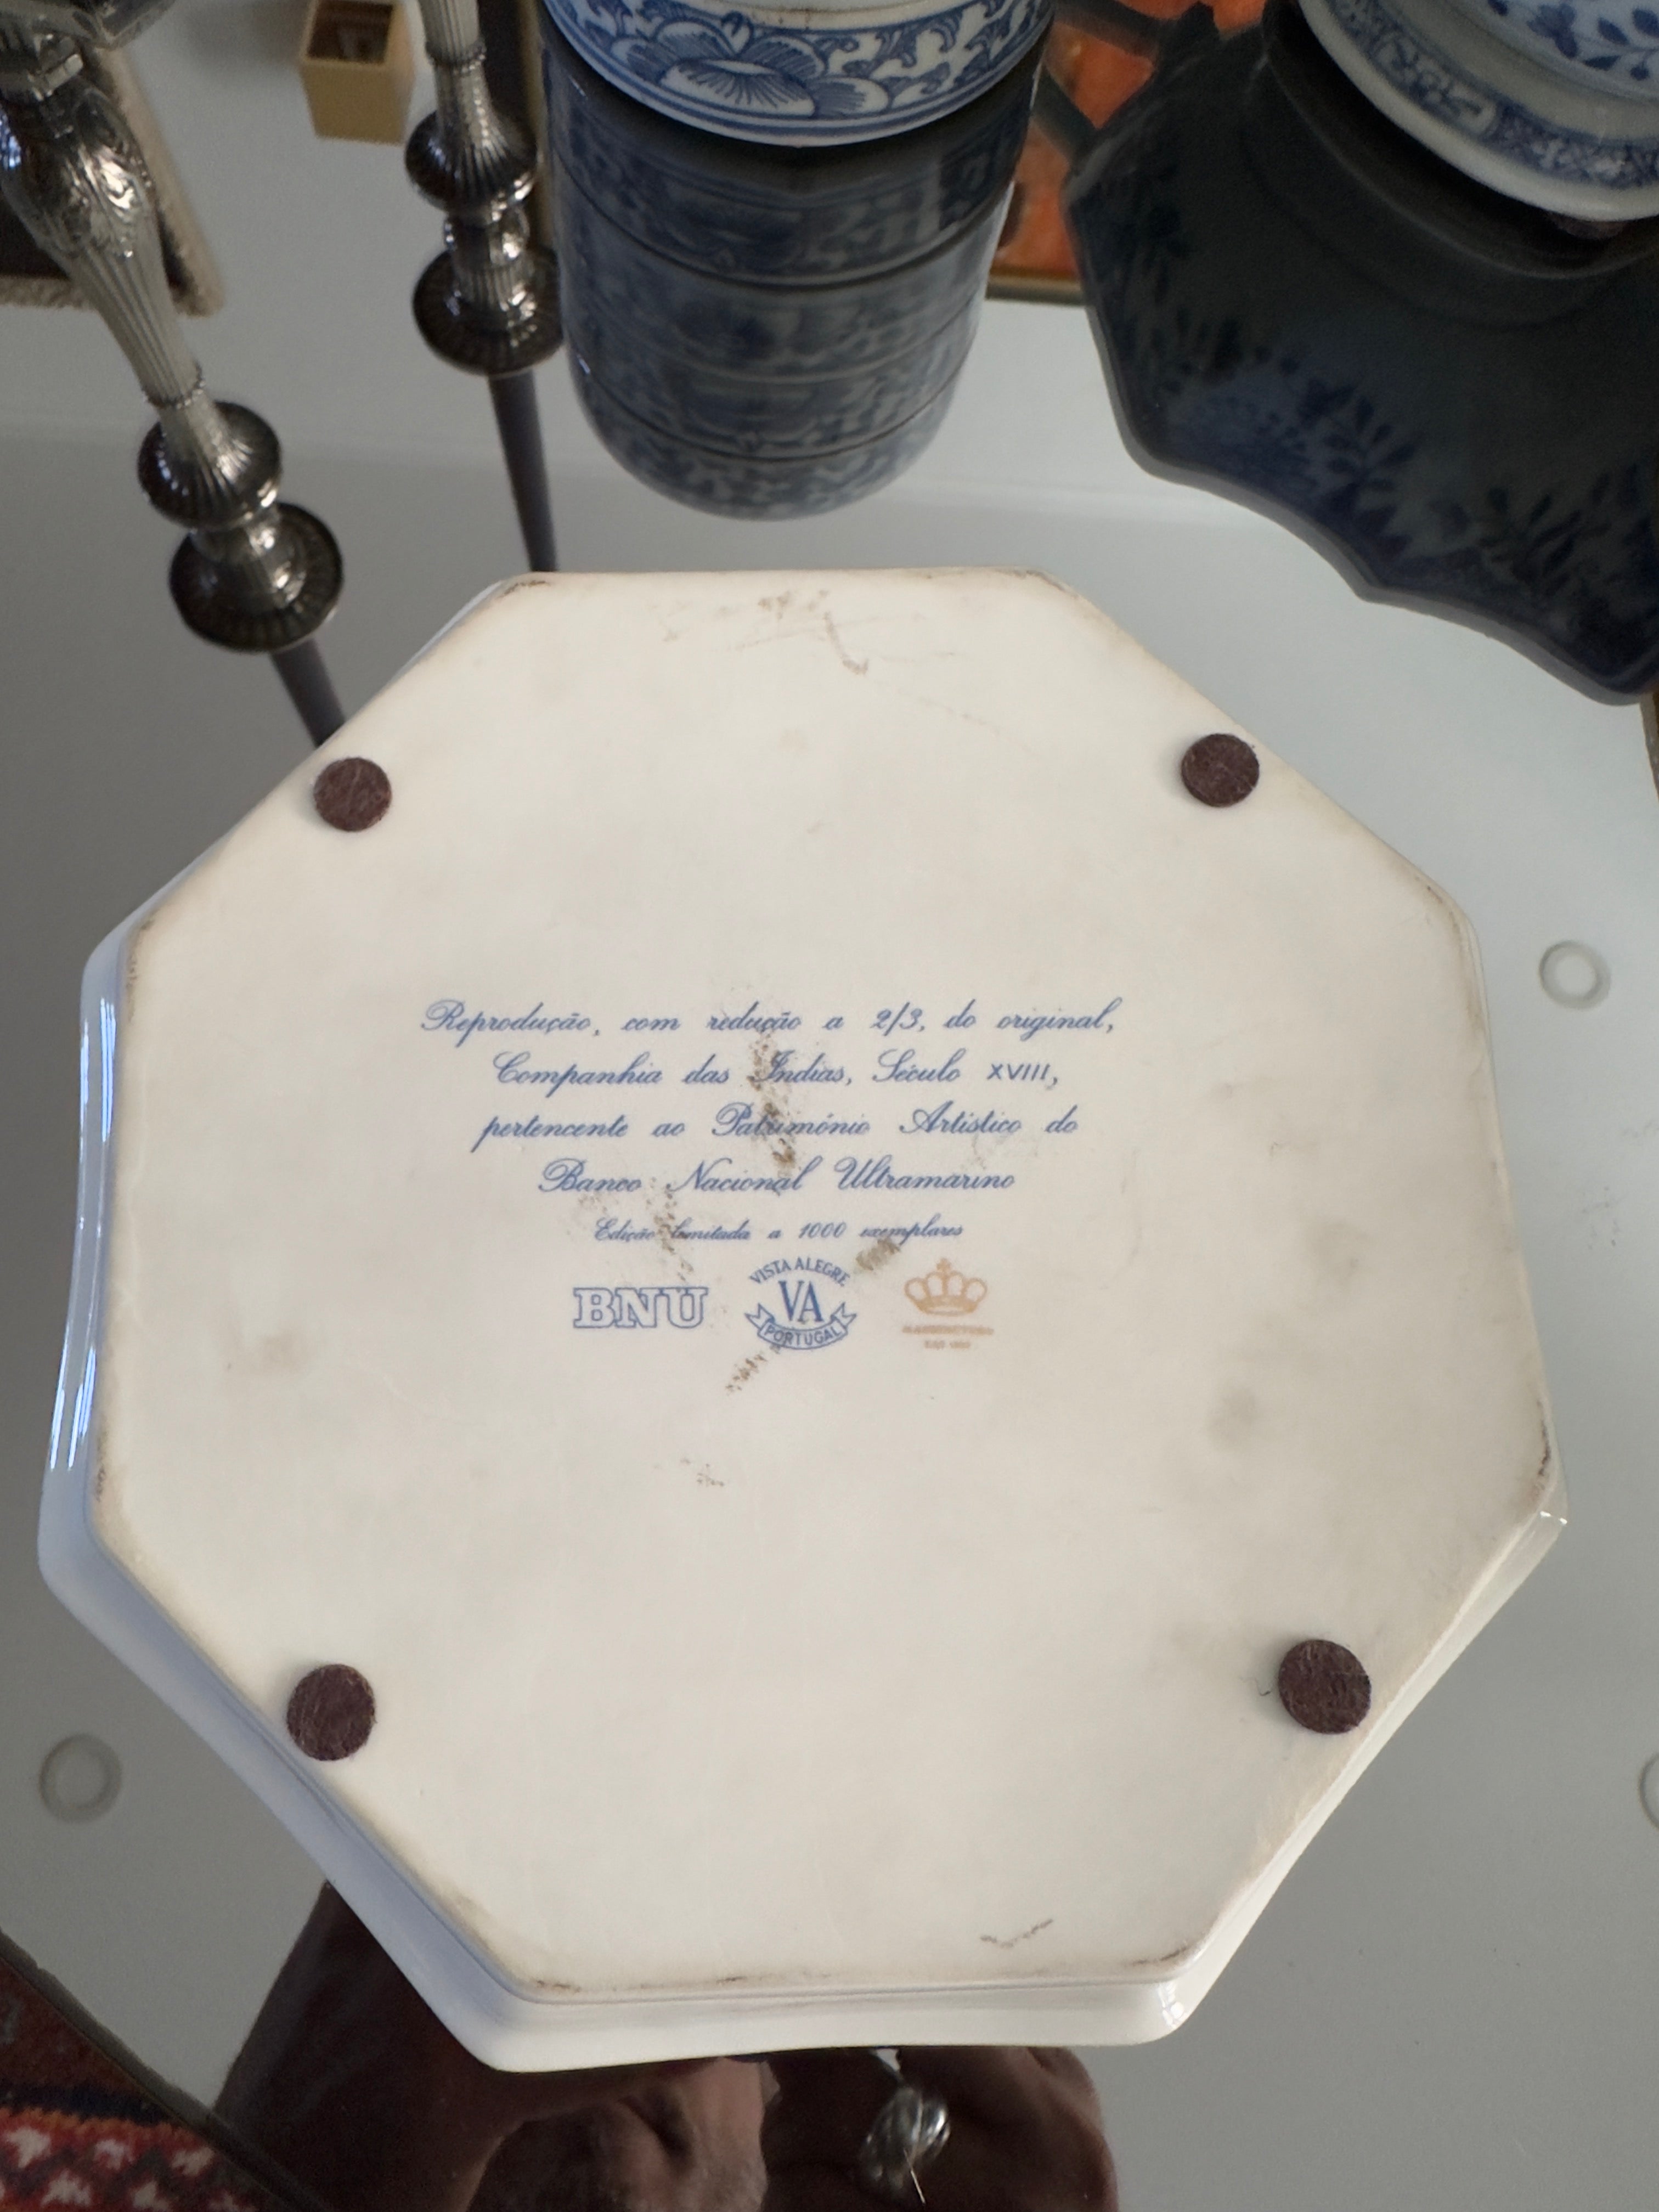 Reprodução, com redução a 2/3, do original,
Companhia das Índias, Século XVIII,
pertencente ao Património Artístico do
Banco Nacional Ultramarino
Edição limitada a 1000 exemplares
BNU
VISTA ALEGRE
VA
PORTUGAL